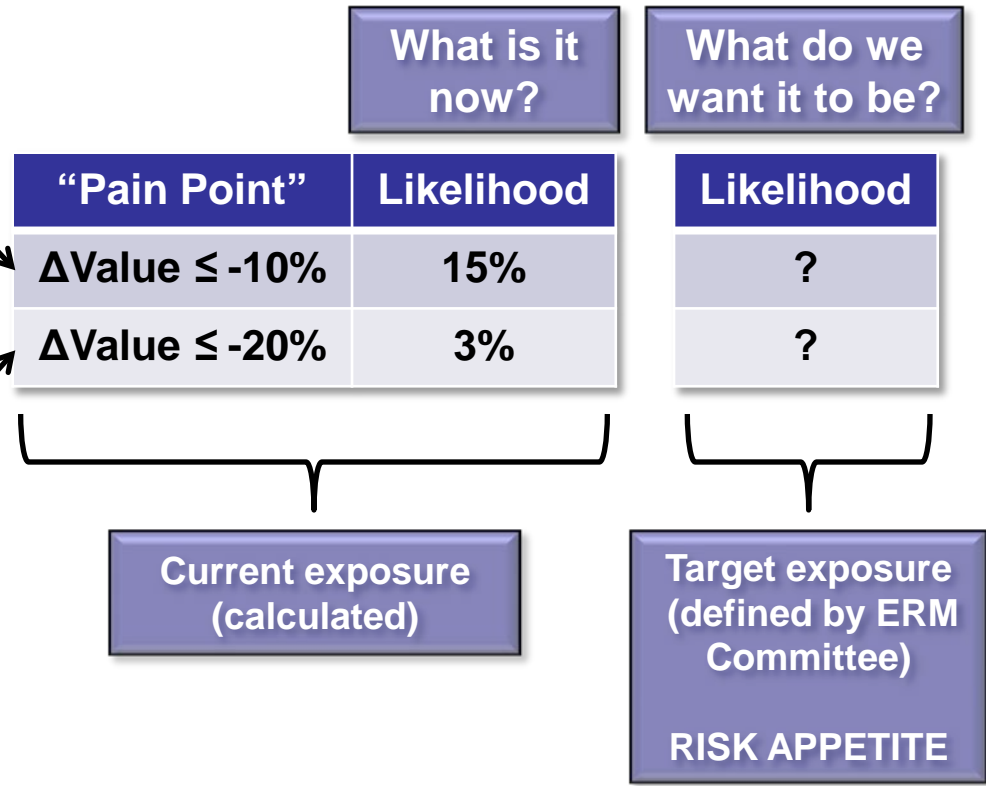 What is it
now?
What do we
want it to be?
“Pain Point” Likelihood Likelihood
ΔValue ≤ -10% 15% ?
ΔValue ≤ -20% 3% ?
Current exposure
(calculated)
Target exposure
(defined by ERM
Committee)
RISK APPETITE